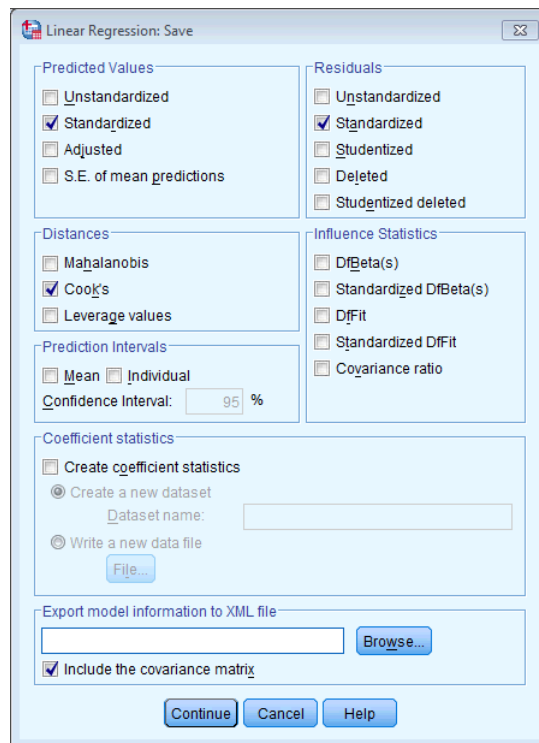 Linear Regression: Save
Predicted Values
Unstandardized
Standardized
Adjusted
S.E. of mean predictions
Residuals
Unstandardized
Standardized
Studentized
Deleted
Studentized deleted
Distances
Mahalanobis
Cook's
Leverage values
Influence Statistics
DfBeta(s)
Standardized DfBeta(s)
DfFit
Standardized DfFit
Covariance ratio
Prediction Intervals
Mean Individual
Confidence Interval: 95 %
Coefficient statistics
Create coefficient statistics
Create a new dataset
Dataset name:
Write a new data file
File...
Export model information to XML file
Browse...
Include the covariance matrix
Continue Cancel Help